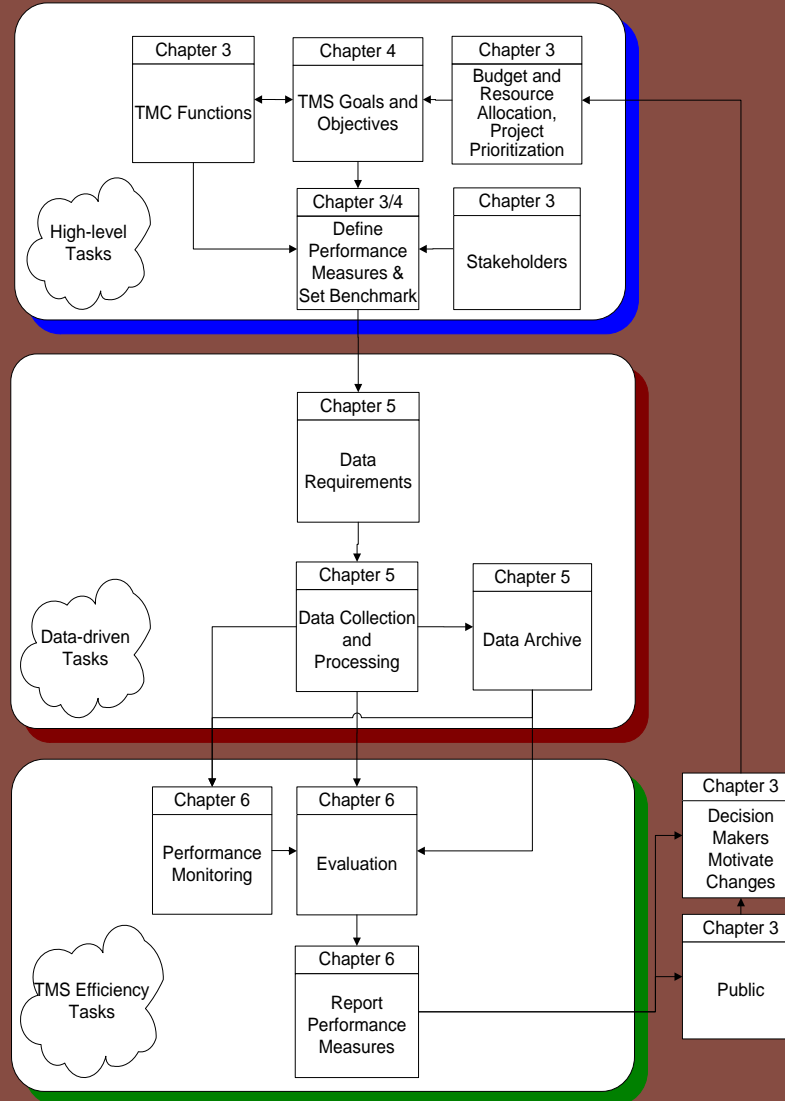 Chapter 3
TMC Functions
Chapter 4
TMS Goals and
Objectives
Chapter 3
Budget and
Resource
Allocation,
Project
Prioritization
High-level
Tasks
Chapter 3/4
Define
Performance
Measures &
Set Benchmark
Chapter 3
Stakeholders
Chapter 5
Data
Requirements
Data-driven
Tasks
Chapter 5
Data Collection
and
Processing
Chapter 5
Data Archive
Chapter 6
Performance
Monitoring
Chapter 6
Evaluation
Chapter 3
Decision
Makers
Motivate
Changes
TMS Efficiency
Tasks
Chapter 6
Report
Performance
Measures
Chapter 3
Public